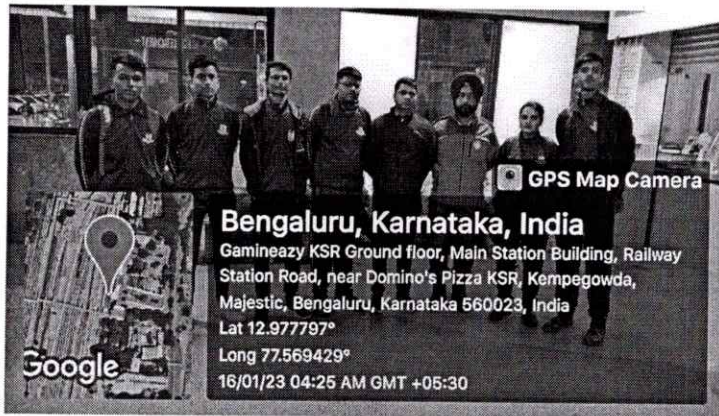 GPS Map Camera
Bengaluru, Karnataka, India
Gamineazy KSR Ground floor, Main Station Building, Railway
Station Road, near Domino's Pizza KSR, Kempegowda,
Majestic, Bengaluru, Karnataka 560023, India
Lat 12.977797°
Long 77.569429°
16/01/23 04:25 AM GMT +05:30
Google